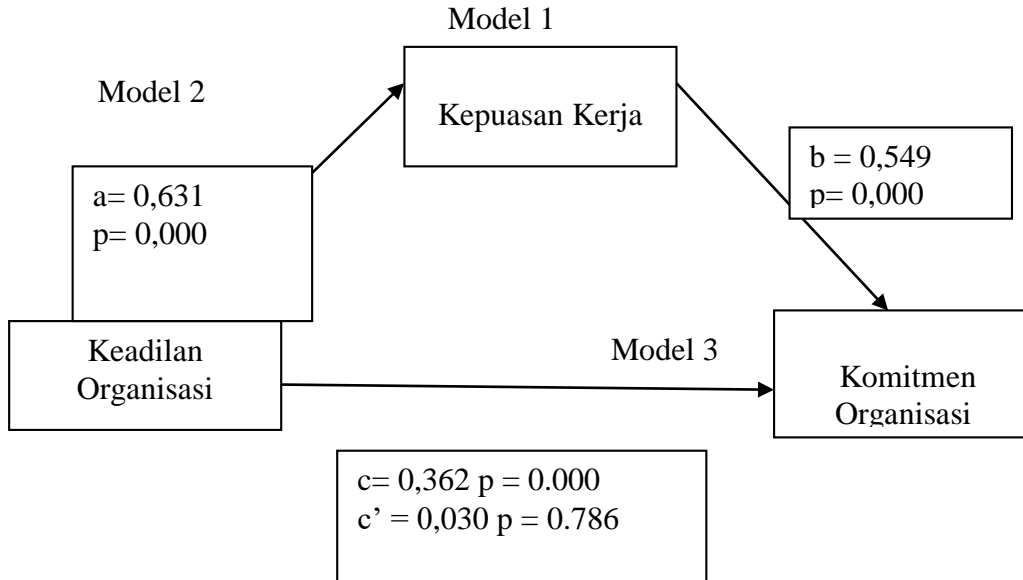 Model 1
Model 2
Kepuasan Kerja
b = 0,549
p= 0,000
a= 0,631
p= 0,000
Keadilan
Organisasi
Model 3
Komitmen
Organisasi
c= 0,362 p = 0.000
c’ = 0,030 p = 0.786